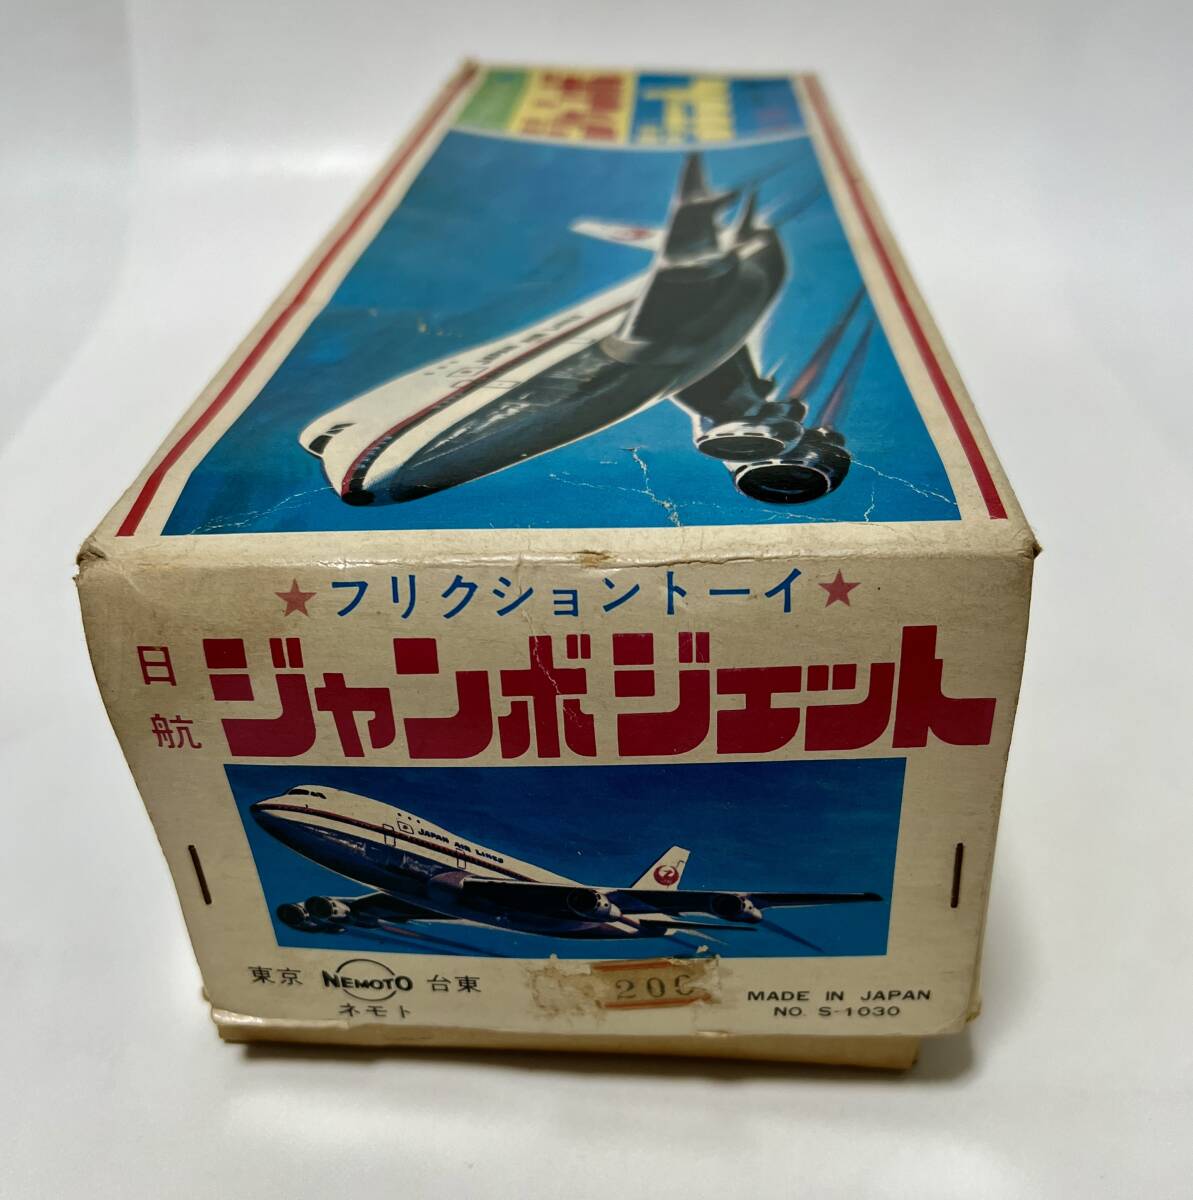 ★フリクショントーイ★
日航
ジャンボジェット
JAPAN AIR LINES
東京 NEMOTO 台東
ネモト
200
MADE IN JAPAN
NO. S-1030